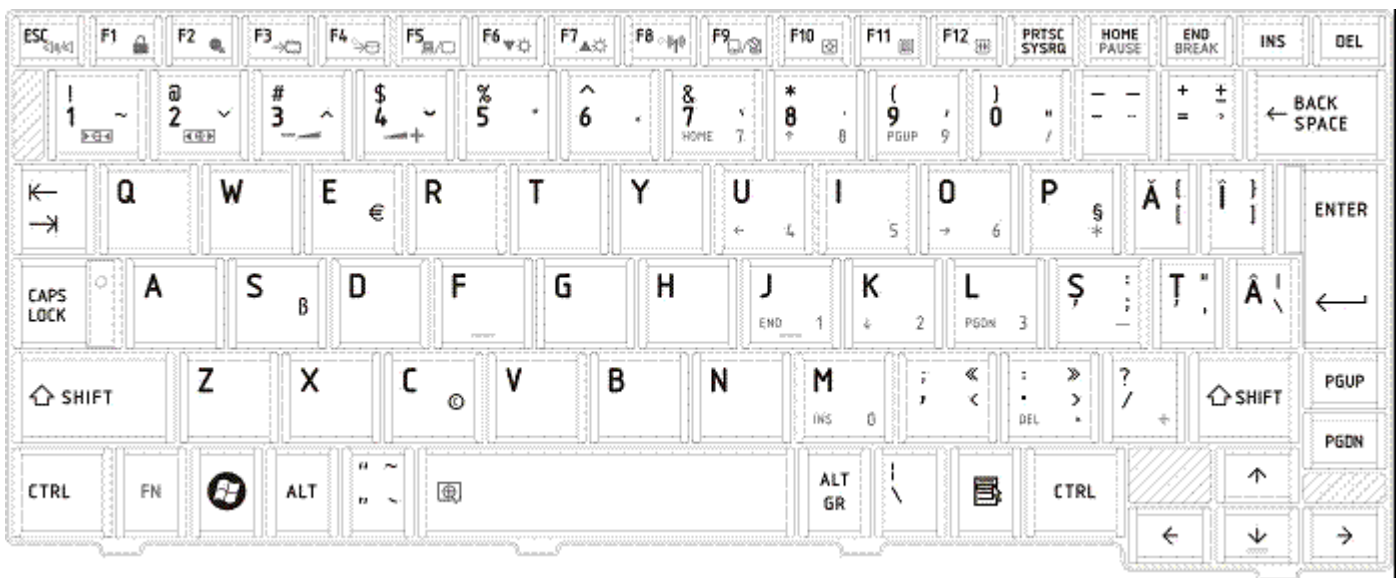 ESC F1 F2 F3 F4 F5 F6 F7 F8 F9 F10 F11 F12 PRTSC SYSRQ HOME PAUSE END BREAK INS DEL
! 1 ~ @ 2 ˇ # 3 ^ $ 4 ˘ % 5 ° ^ 6 ˛ & 7 ` HOME 7 * 8 ˙ 8 ( 9 ´ PGUP 9 ) 0 ˝ / _ - + = ± ← BACK SPACE
Q W E € R T Y U ← 4 I 5 O → 6 P § * Ă { [ Î } ] ENTER
CAPS LOCK A S ß D F G H J END 1 K ↓ 2 L PGDN 3 Ș : ; − Ț " ' Â | \
SHIFT Z X C © V B N M INS 0 ; , « < : . » > DEL ? / ÷ SHIFT PGUP
PGDN
CTRL FN ALT ALT GR | \ CTRL ↑
← ↓ →